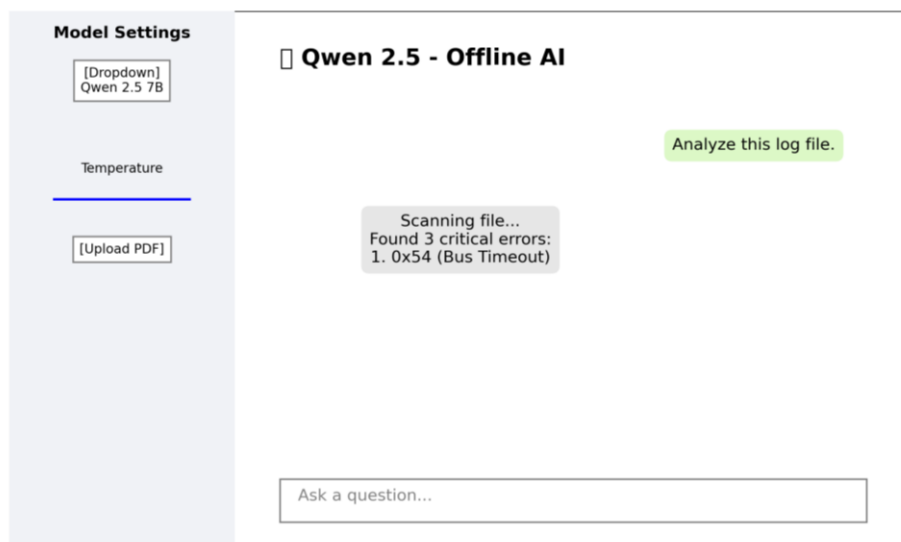 Model Settings
[Dropdown]
Qwen 2.5 7B
Temperature
[Upload PDF]
▯ Qwen 2.5 - Offline AI
Analyze this log file.
Scanning file...
Found 3 critical errors:
1. 0x54 (Bus Timeout)
Ask a question...